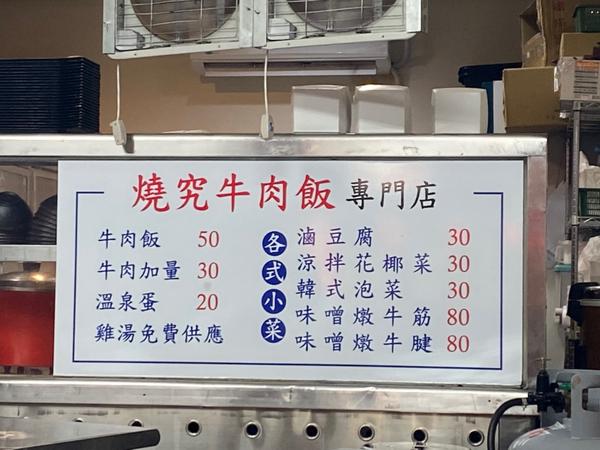 燒究牛肉飯 專門店
牛肉飯 50
牛肉加量 30
溫泉蛋 20
雞湯免費供應
各式小菜
滷豆腐 30
涼拌花椰菜 30
韓式泡菜 30
味噌燉牛筋 80
味噌燉牛腱 80